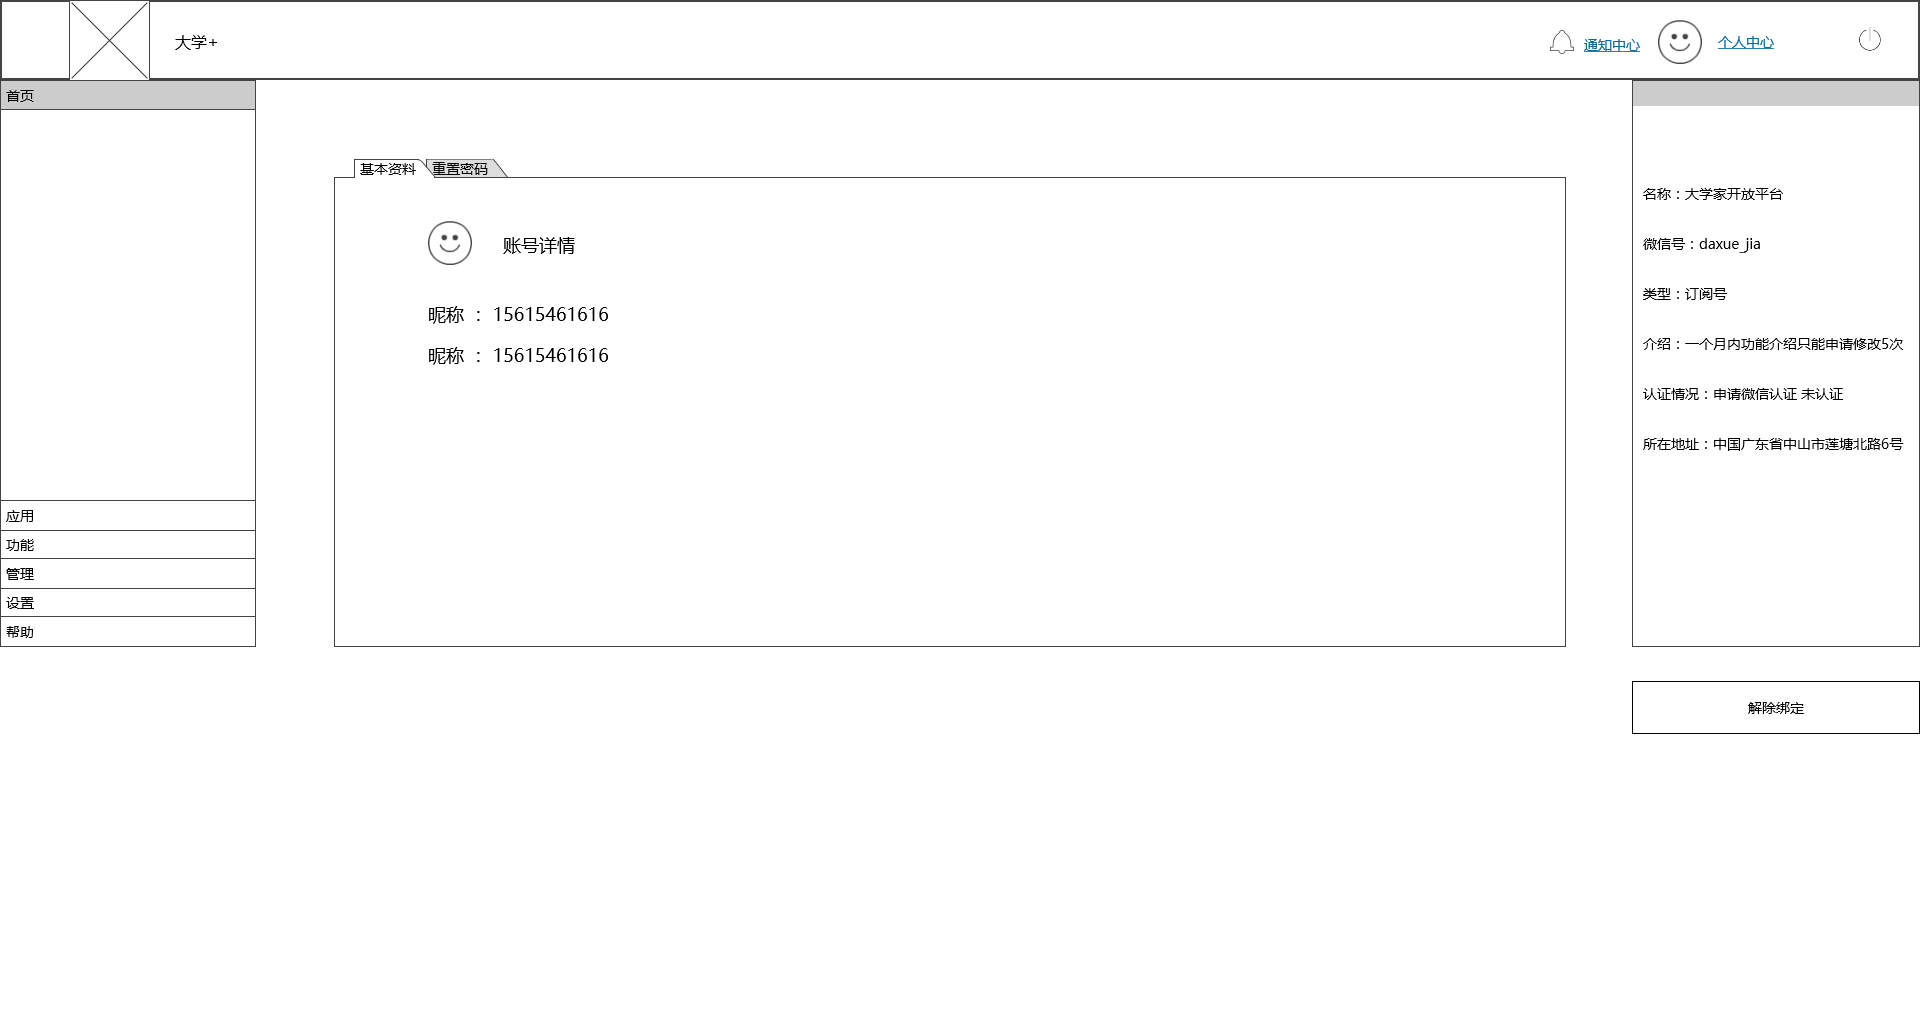 大学+
通知中心
个人中心
首页
应用
功能
管理
设置
帮助
基本资料
重置密码
账号详情
昵称 ： 15615461616
昵称 ： 15615461616
名称：大学家开放平台
微信号：daxue_jia
类型：订阅号
介绍：一个月内功能介绍只能申请修改5次
认证情况：申请微信认证 未认证
所在地址：中国广东省中山市莲塘北路6号
解除绑定